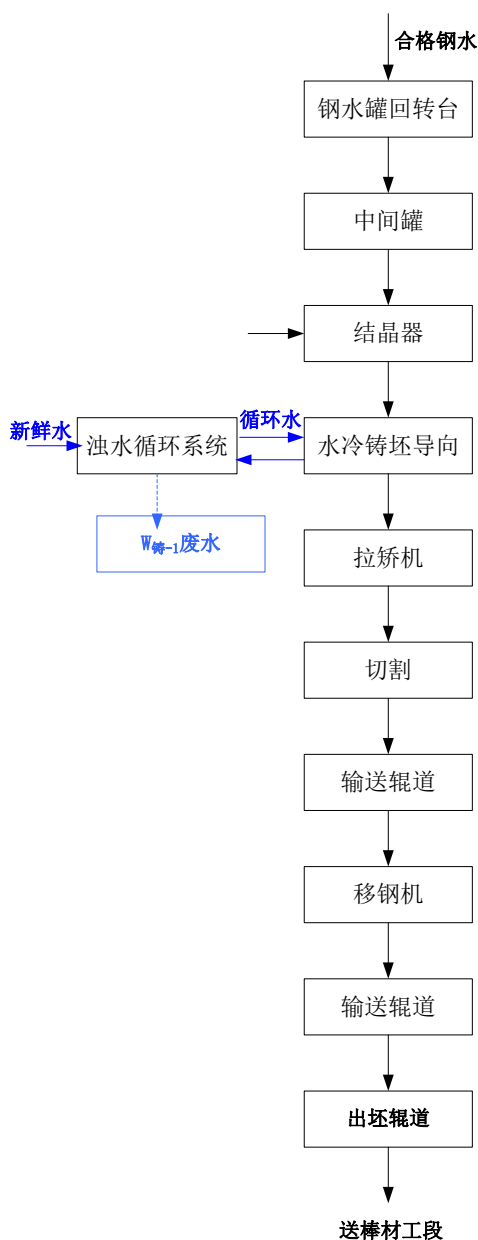 合格钢水
钢水罐回转台
中间罐
结晶器
新鲜水
浊水循环系统
循环水
水冷铸坯导向
W铸-1废水
拉矫机
切割
输送辊道
移钢机
输送辊道
出坯辊道
送棒材工段